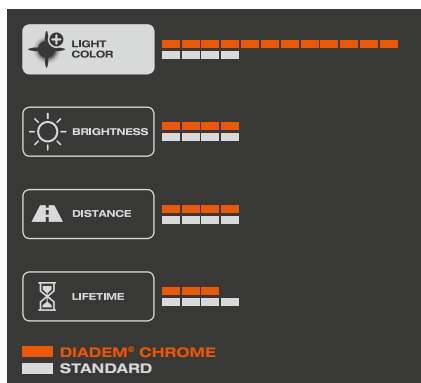 LIGHT
COLOR
BRIGHTNESS
DISTANCE
LIFETIME
DIADEM® CHROME
STANDARD